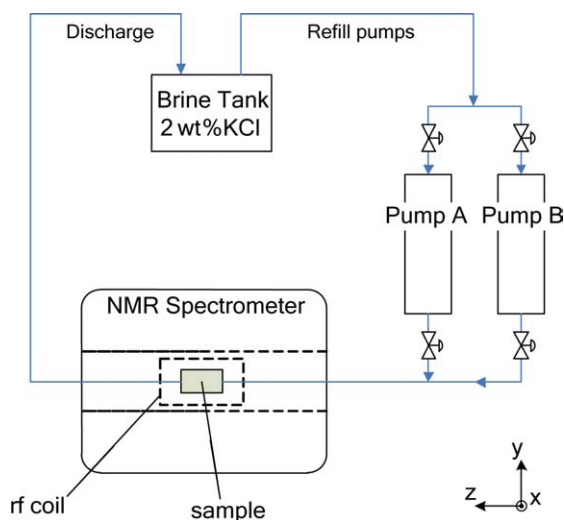 Discharge
Refill pumps
Brine Tank
2 wt%KCl
Pump A
Pump B
NMR Spectrometer
rf coil
sample
y
z
x